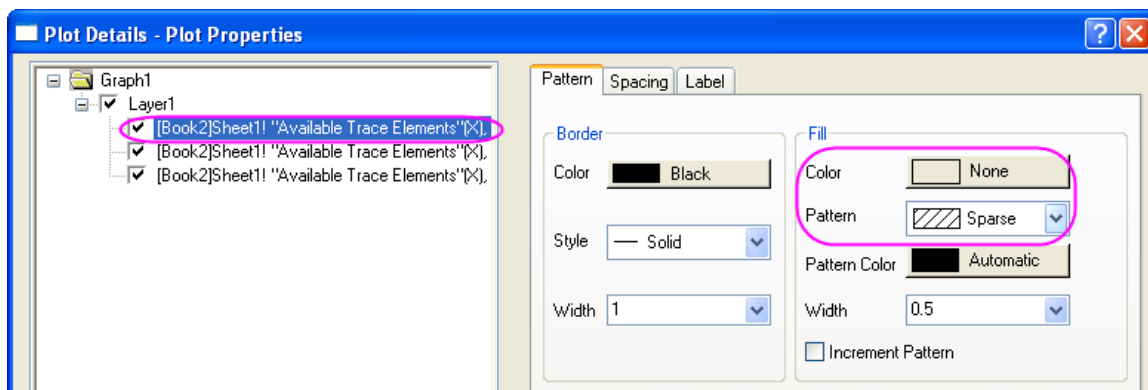 Plot Details - Plot Properties
Graph1
Layer1
[Book2]Sheet1! "Available Trace Elements"(X),
[Book2]Sheet1! "Available Trace Elements"(X),
[Book2]Sheet1! "Available Trace Elements"(X),
Pattern Spacing Label
Border
Color Black
Style Solid
Width 1
Fill
Color None
Pattern Sparse
Pattern Color Automatic
Width 0.5
Increment Pattern